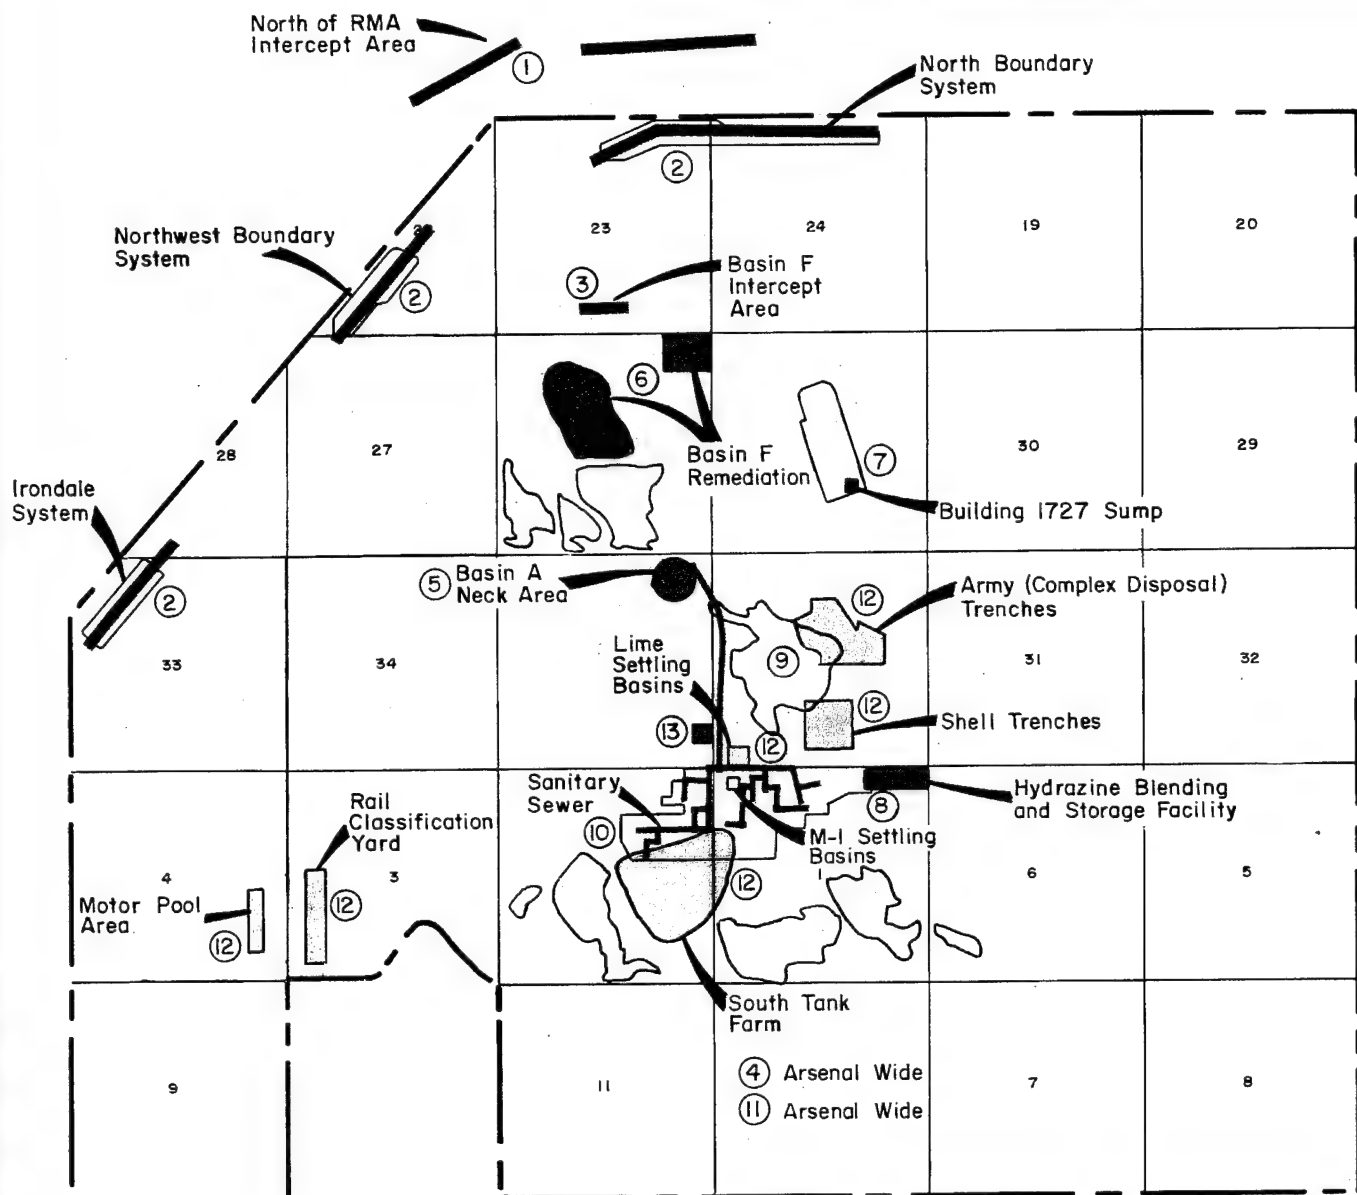 North of RMA
Intercept Area
1
North Boundary
System
2
23
24
19
20
Northwest Boundary
System
2
3
Basin F
Intercept
Area
6
28
27
Basin F
Remediation
7
30
29
Irondale
System
Building 1727 Sump
2
5
Basin A
Neck Area
12
Army (Complex Disposal)
Trenches
33
34
Lime
Settling
Basins
9
31
32
12
Shell Trenches
13
12
Sanitary
Sewer
8
Hydrazine Blending
and Storage Facility
Rail
Classification
Yard
10
M-1 Settling
Basins
4
3
12
6
5
Motor Pool
Area
12
12
South Tank
Farm
4 Arsenal Wide
11 Arsenal Wide
9
11
7
8